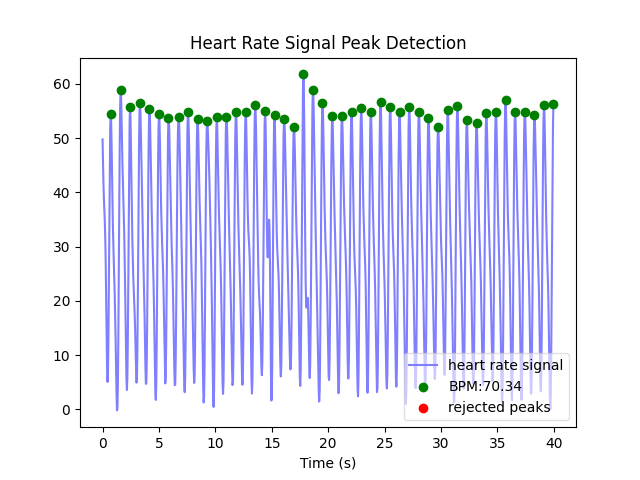 Heart Rate Signal Peak Detection
60
50
40
30
20
10
0
heart rate signal
BPM:70.34
rejected peaks
0 5 10 15 20 25 30 35 40
Time (s)